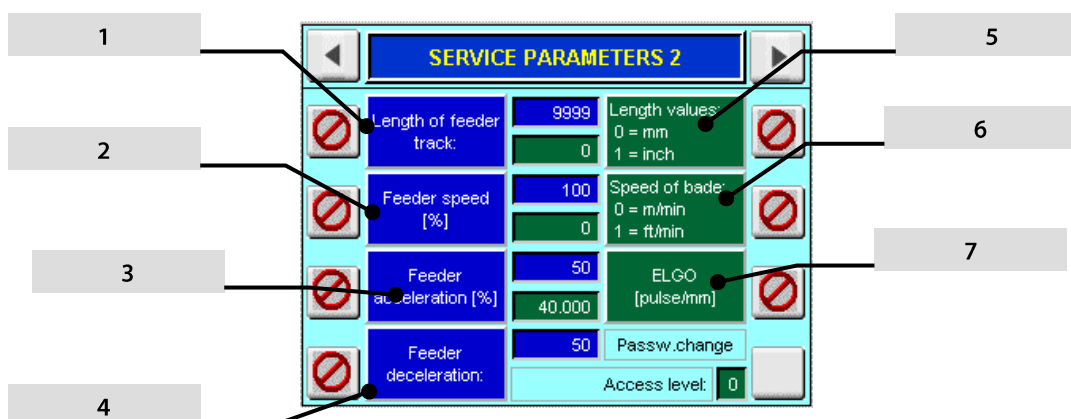 1
SERVICE PARAMETERS 2
5
Length of feeder
track:
9999
0
Length values:
0 = mm
1 = inch
2
6
Feeder speed
[%]
100
0
Speed of bade:
0 = m/min
1 = ft/min
3
7
Feeder
acceleration [%]
50
40.000
ELGO
[pulse/mm]
4
Feeder
deceleration:
50
Passw.change
Access level:
0